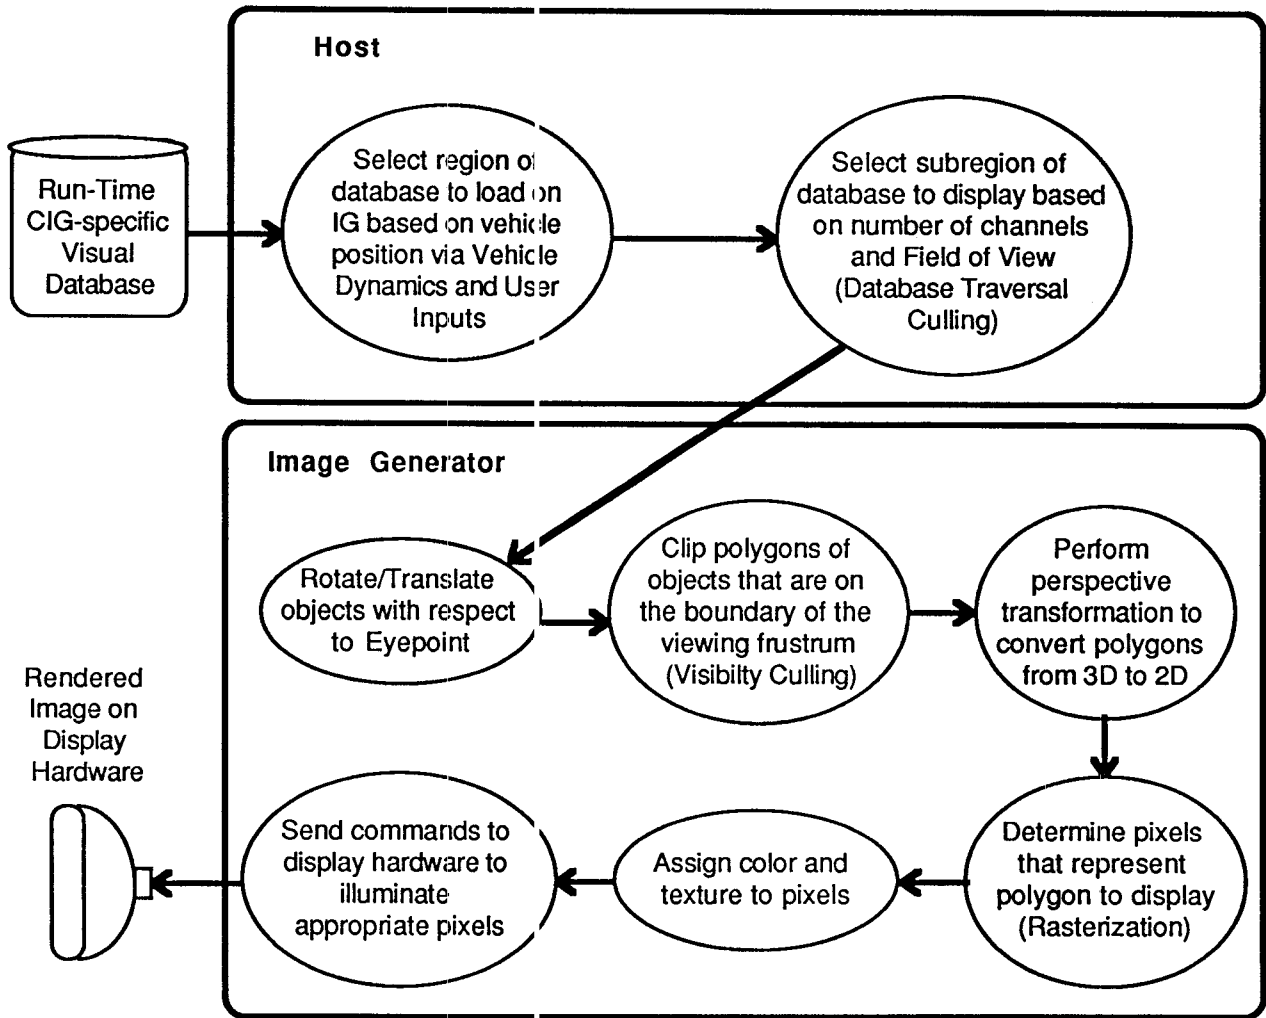 Host
Run-Time
CIG-specific
Visual
Database
Select region of
database to load on
IG based on vehicle
position via Vehicle
Dynamics and User
Inputs
Select subregion of
database to display based
on number of channels
and Field of View
(Database Traversal
Culling)
Image Generator
Rotate/Translate
objects with respect
to Eyepoint
Clip polygons of
objects that are on
the boundary of the
viewing frustrum
(Visibilty Culling)
Perform
perspective
transformation to
convert polygons
from 3D to 2D
Determine pixels
that represent
polygon to display
(Rasterization)
Assign color and
texture to pixels
Send commands to
display hardware to
illuminate
appropriate pixels
Rendered
Image on
Display
Hardware